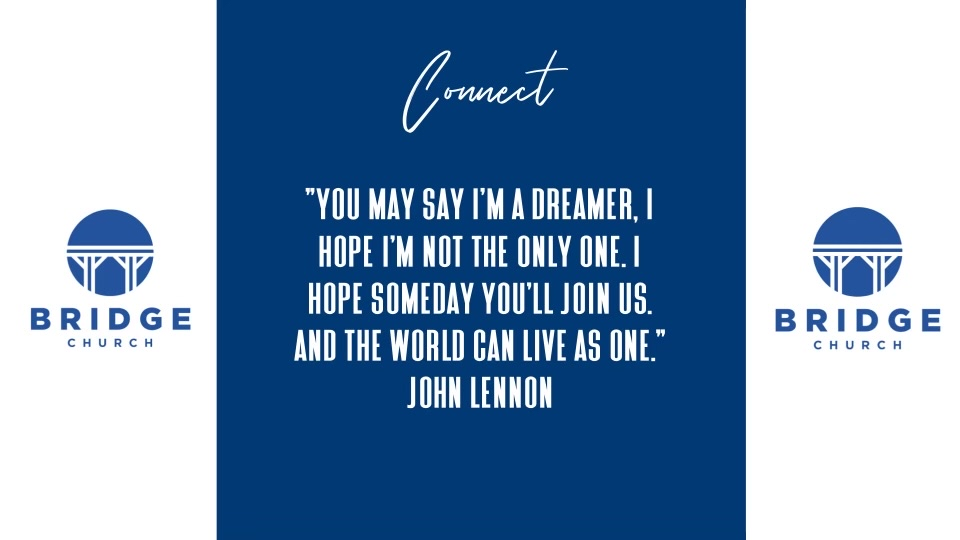 Connect
"YOU MAY SAY I'M A DREAMER, I
HOPE I'M NOT THE ONLY ONE. I
HOPE SOMEDAY YOU'LL JOIN US.
AND THE WORLD CAN LIVE AS ONE."
JOHN LENNON
BRIDGE
CHURCH
BRIDGE
CHURCH